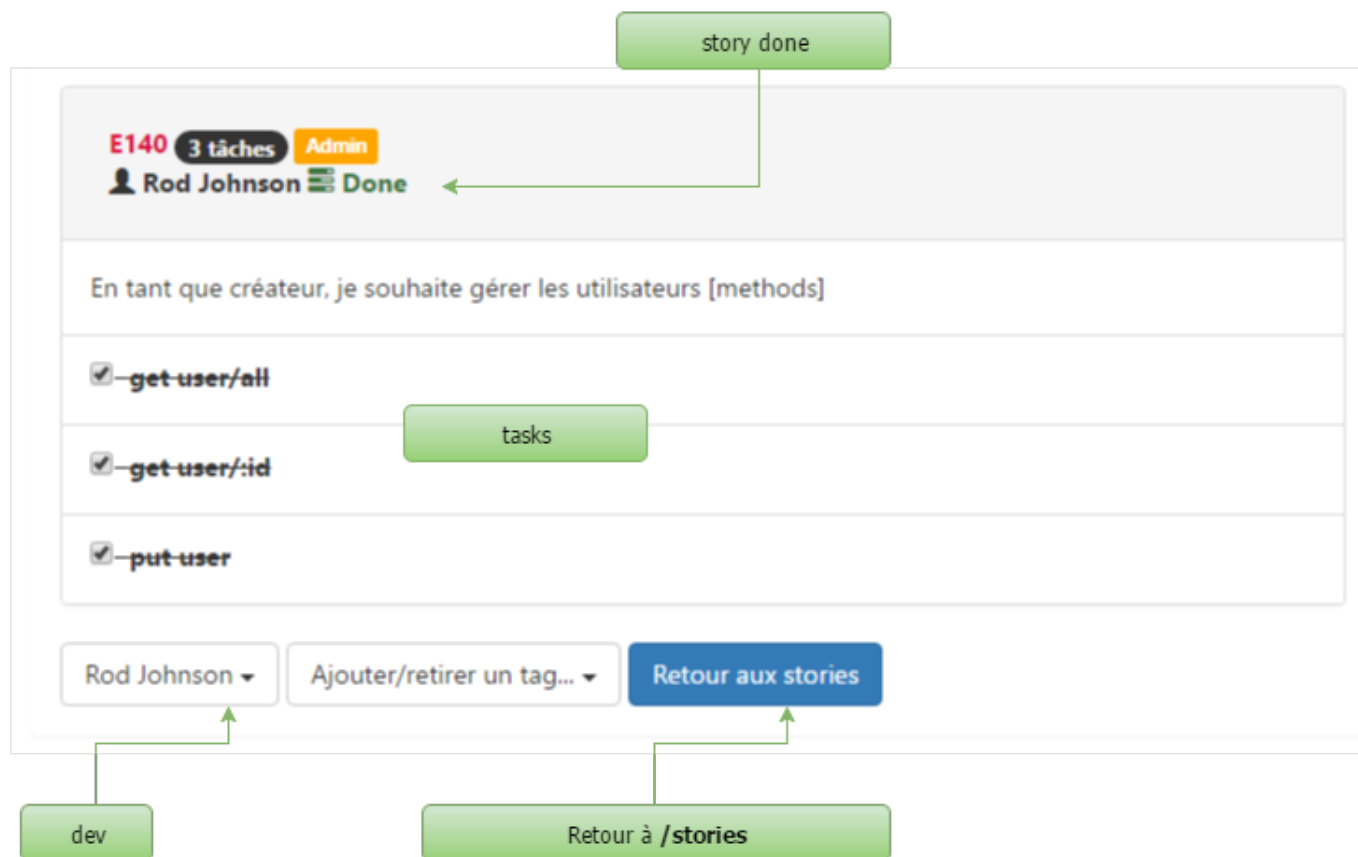 story done
E140 3 tâches Admin
Rod Johnson Done
En tant que créateur, je souhaite gérer les utilisateurs [methods]
get user/all
tasks
get user/:id
put user
Rod Johnson Ajouter/retirer un tag... Retour aux stories
dev Retour à /stories